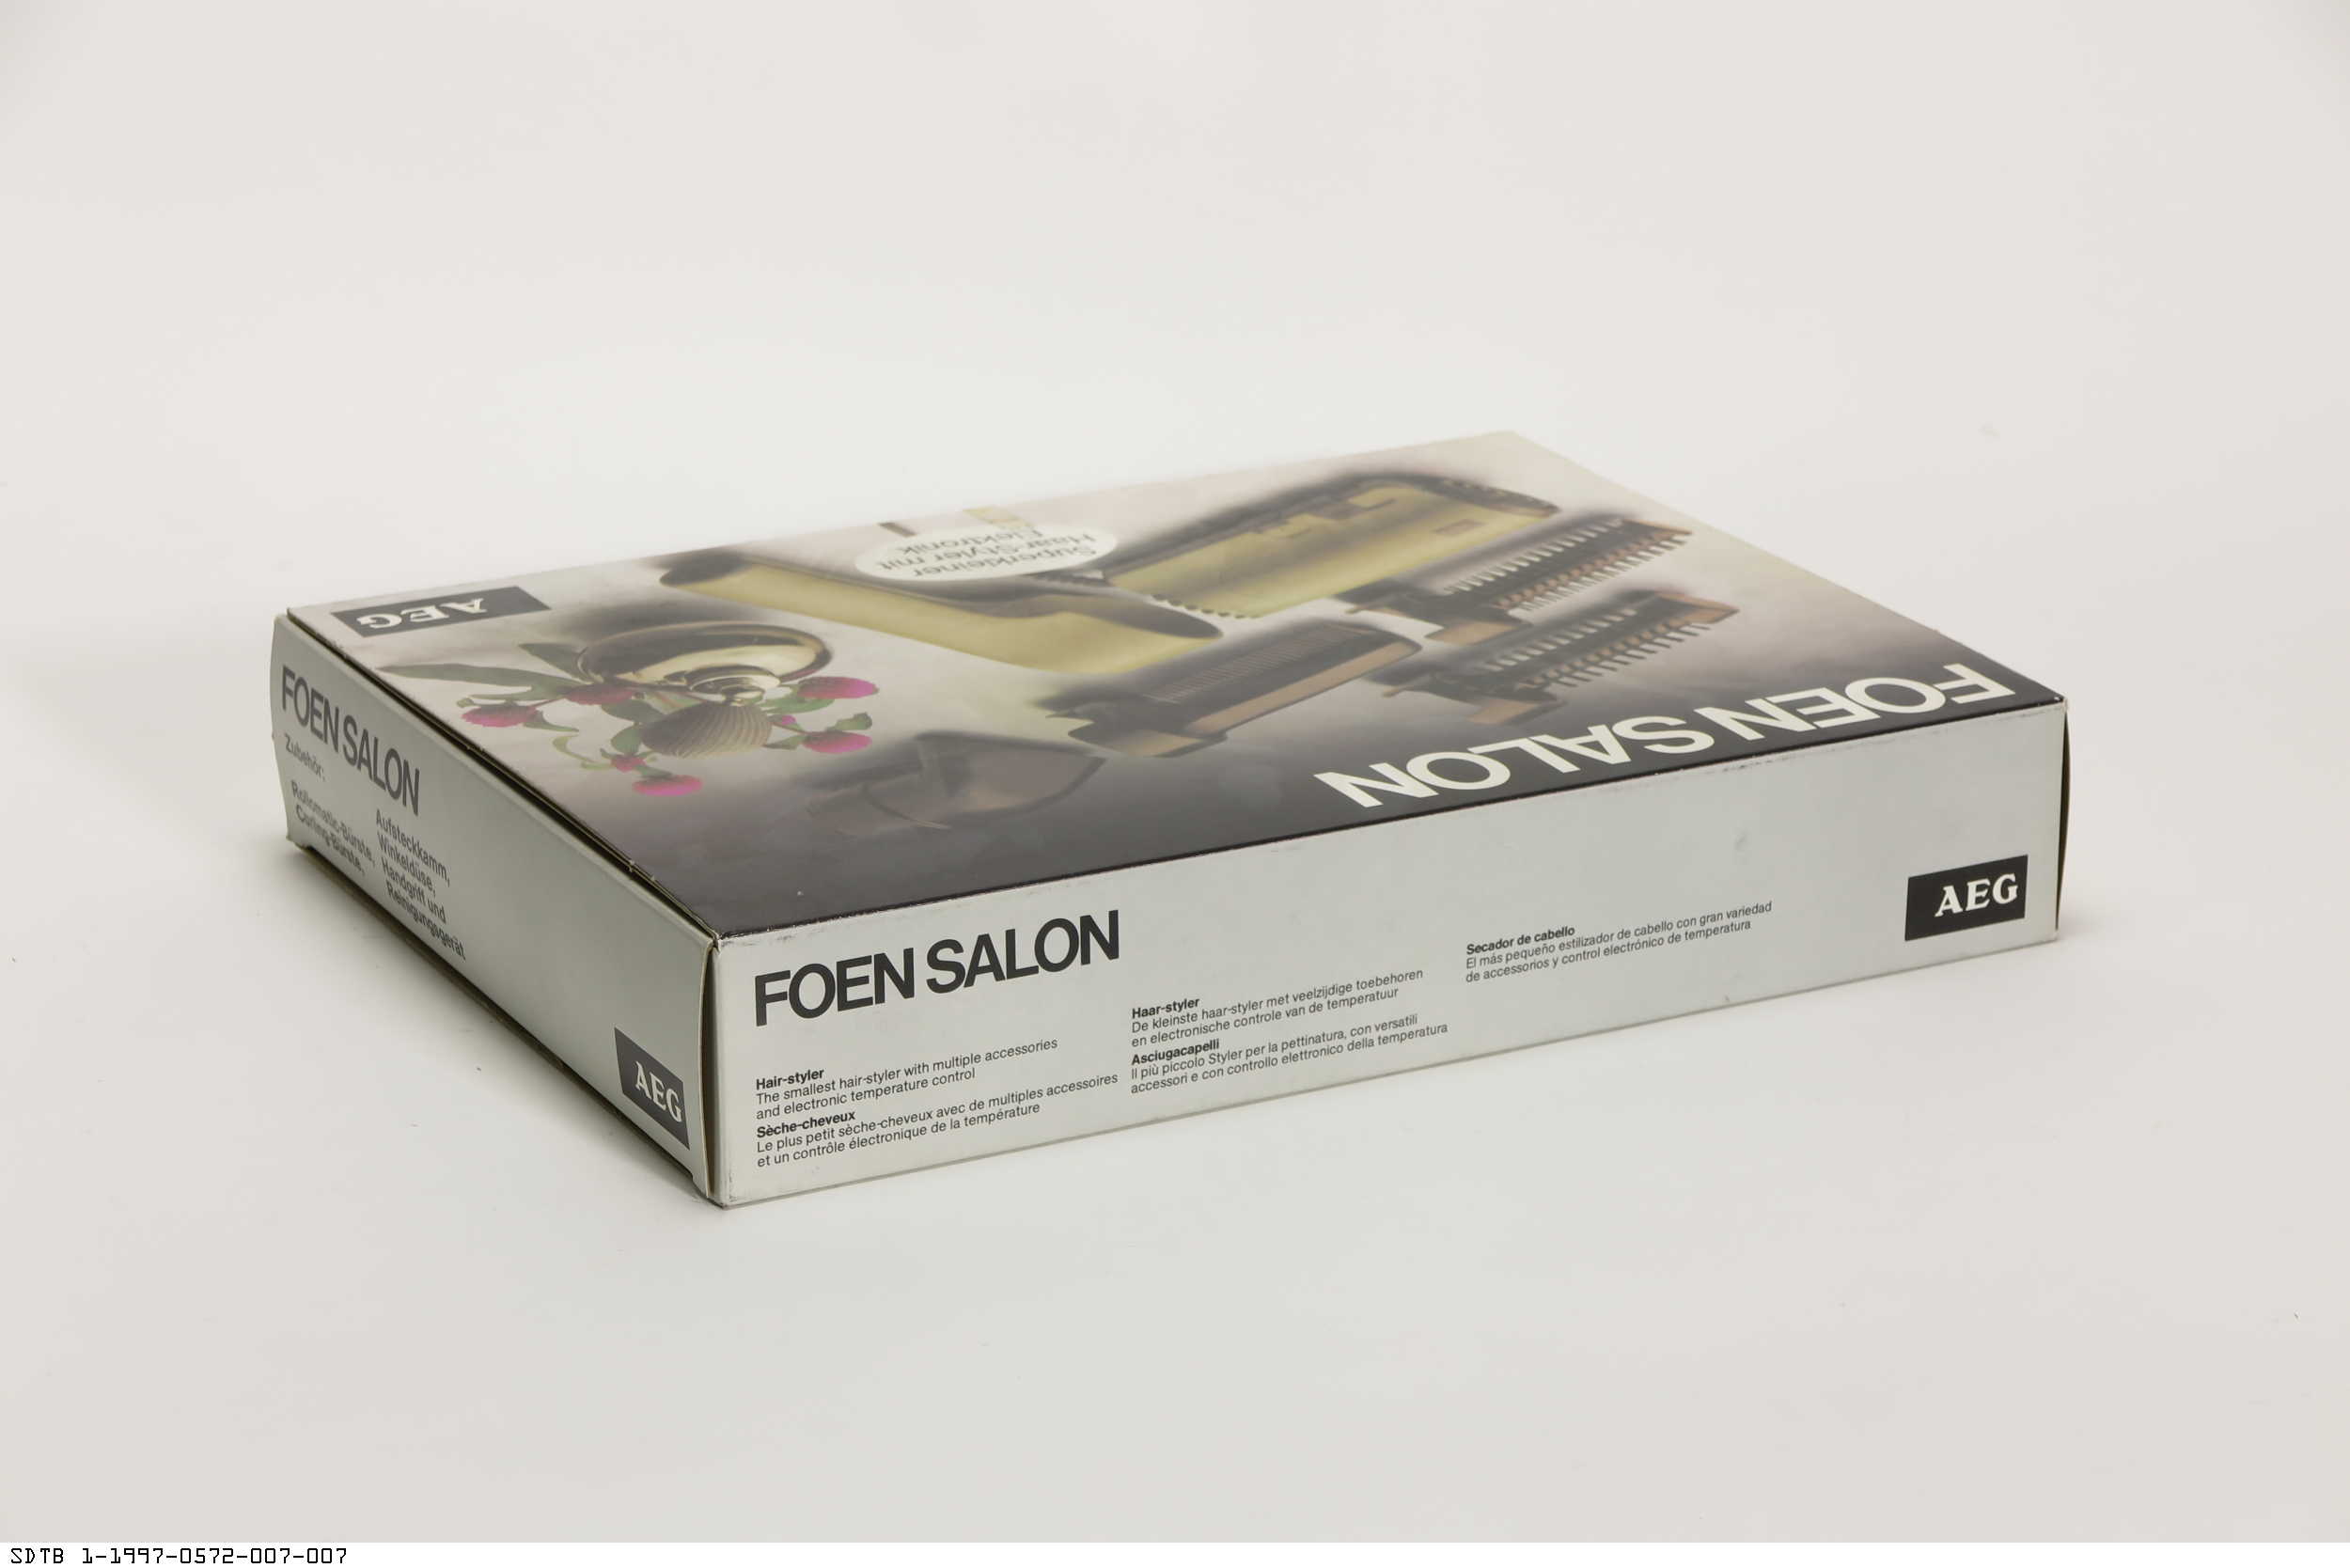 Superkleiner
Haar-Styler mit
Elektronik
AEG
FOEN SALON
FOEN SALON
Zubehör:
Rollomatic-Bürste,
Curling-Bürste,
Aufsteckkamm,
Winkeldüse,
Handgriff und
Reinigungsgerät
AEG
FOEN SALON
Hair-styler
The smallest hair-styler with multiple accessories
and electronic temperature control
Sèche-cheveux
Le plus petit sèche-cheveux avec de multiples accessoires
et un contrôle électronique de la température
Haar-styler
De kleinste haar-styler met veelzijdige toebehoren
en electronische controle van de temperatuur
Asciugacapelli
Il più piccolo Styler per la pettinatura, con versatili
accessori e con controllo elettronico della temperatura
Secador de cabello
El más pequeño estilizador de cabello con gran variedad
de accessorios y control electrónico de temperatura
AEG
SDTB 1-1997-0572-007-007